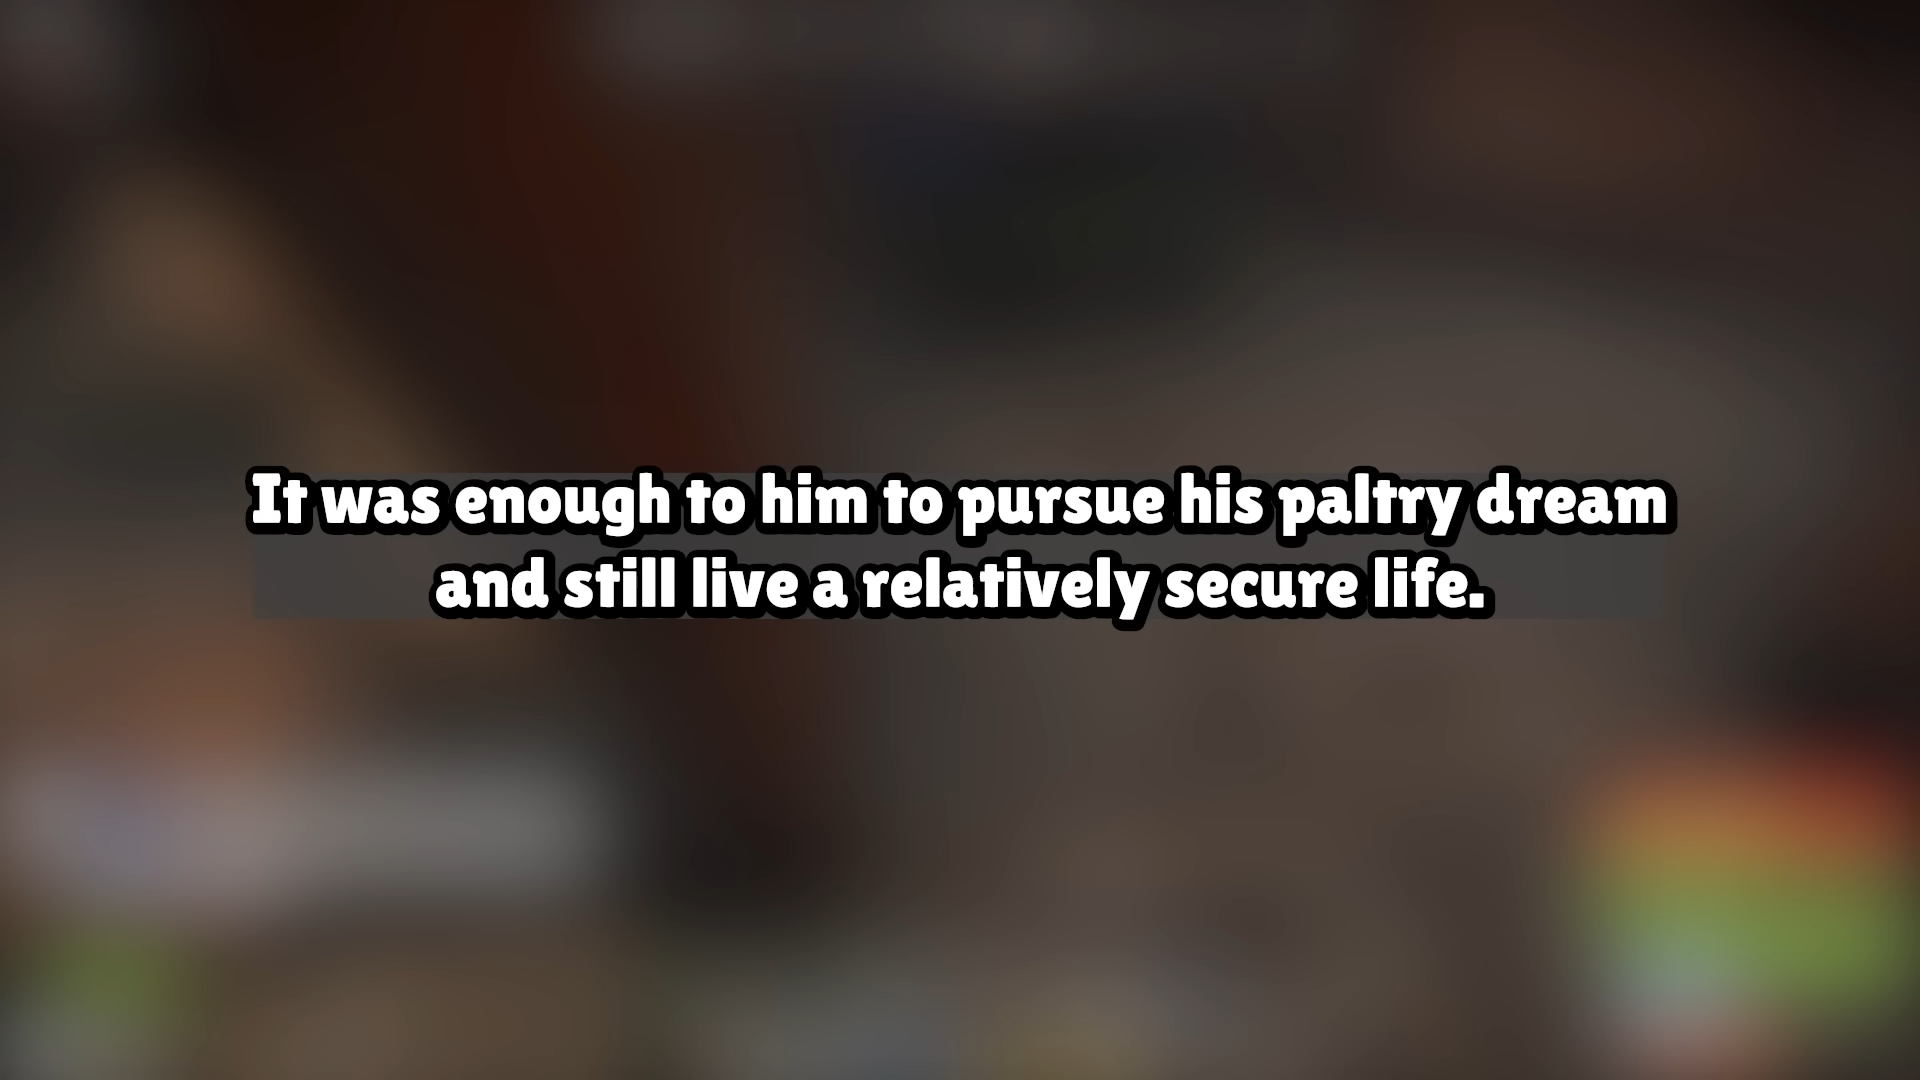 It was enough to him to pursue his paltry dream
and still live a relatively secure life.